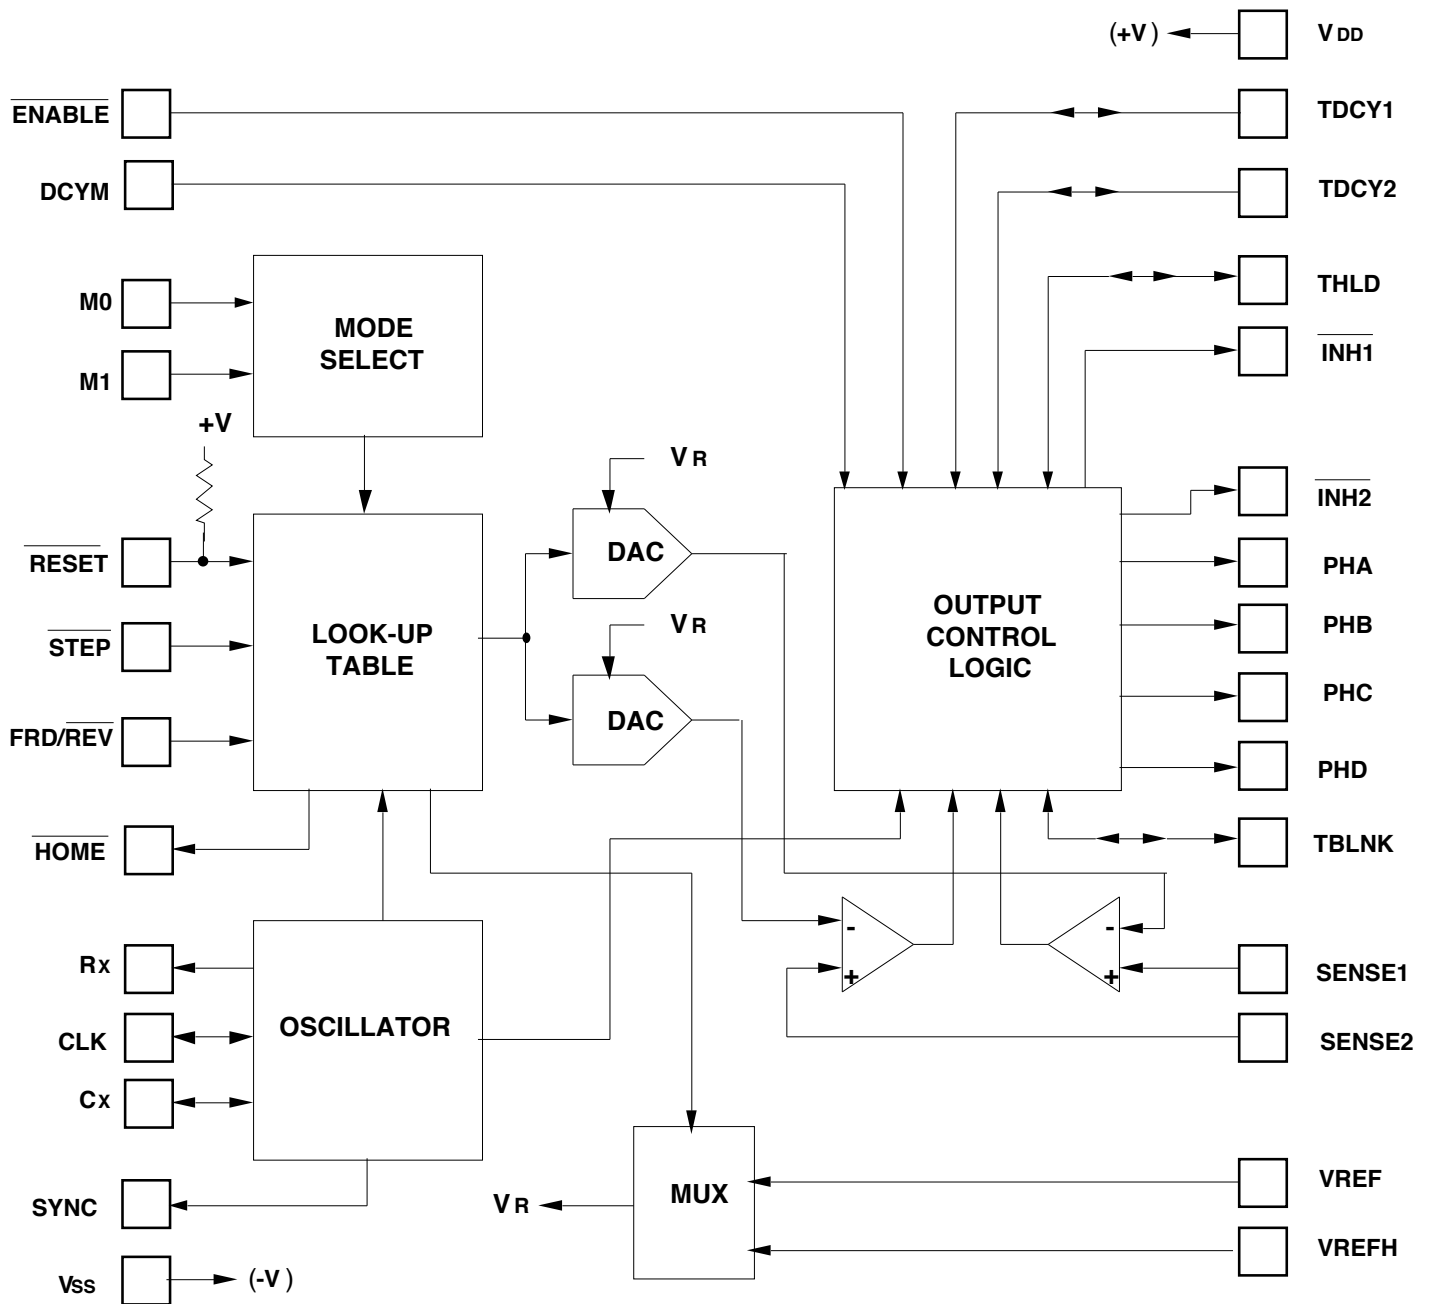 (+V)
VDD
ENABLE
TDCY1
DCYM
TDCY2
M0
MODE
SELECT
THLD
M1
INH1
+V
VR
INH2
RESET
DAC
PHA
OUTPUT
CONTROL
LOGIC
LOOK-UP
TABLE
STEP
VR
PHB
DAC
PHC
FRD/REV
PHD
HOME
TBLNK
-
+
-
+
Rx
SENSE1
OSCILLATOR
CLK
SENSE2
Cx
MUX
VREF
SYNC
VR
VREFH
VSS
(-V)